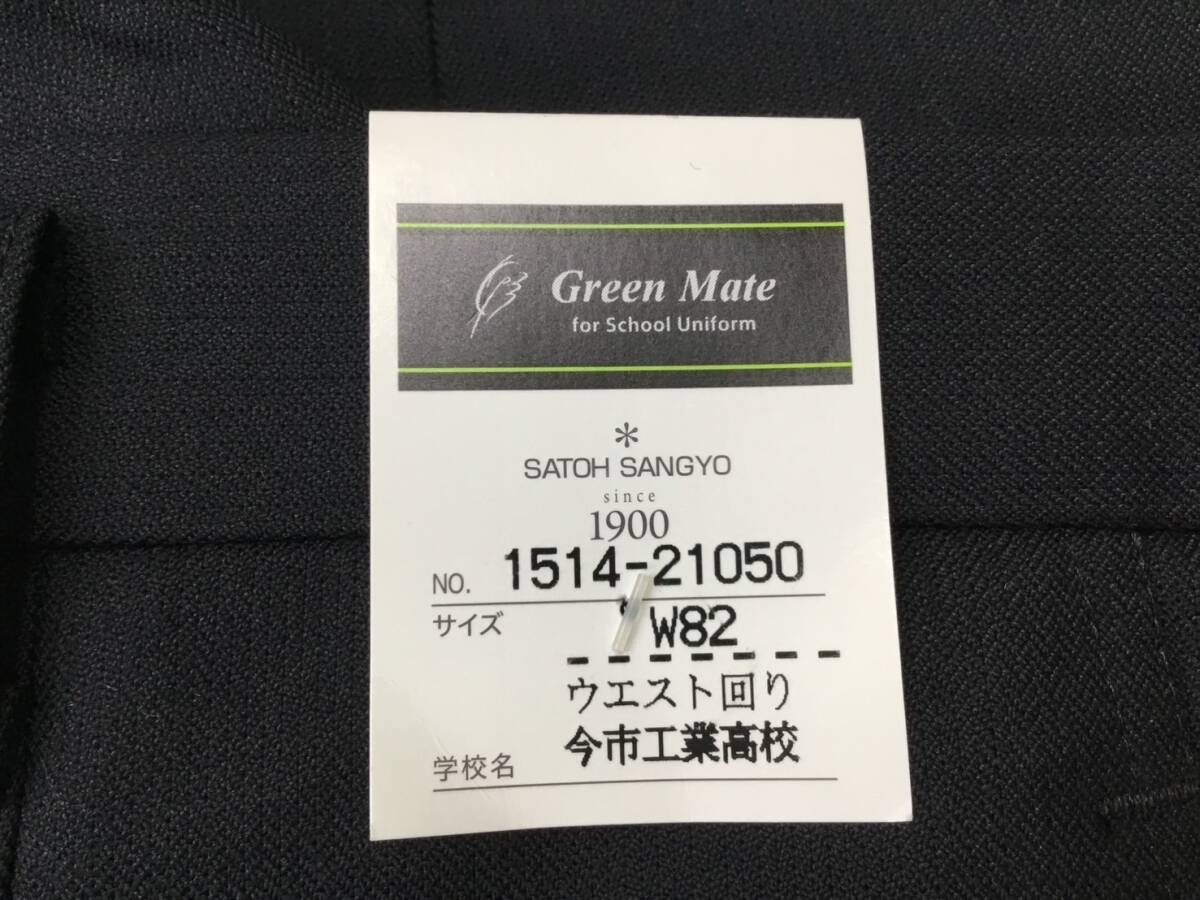 Green Mate
for School Uniform
SATOH SANGYO
since
1900
NO. 1514-21050
サイズ W82
ウエスト回り
学校名 今市工業高校